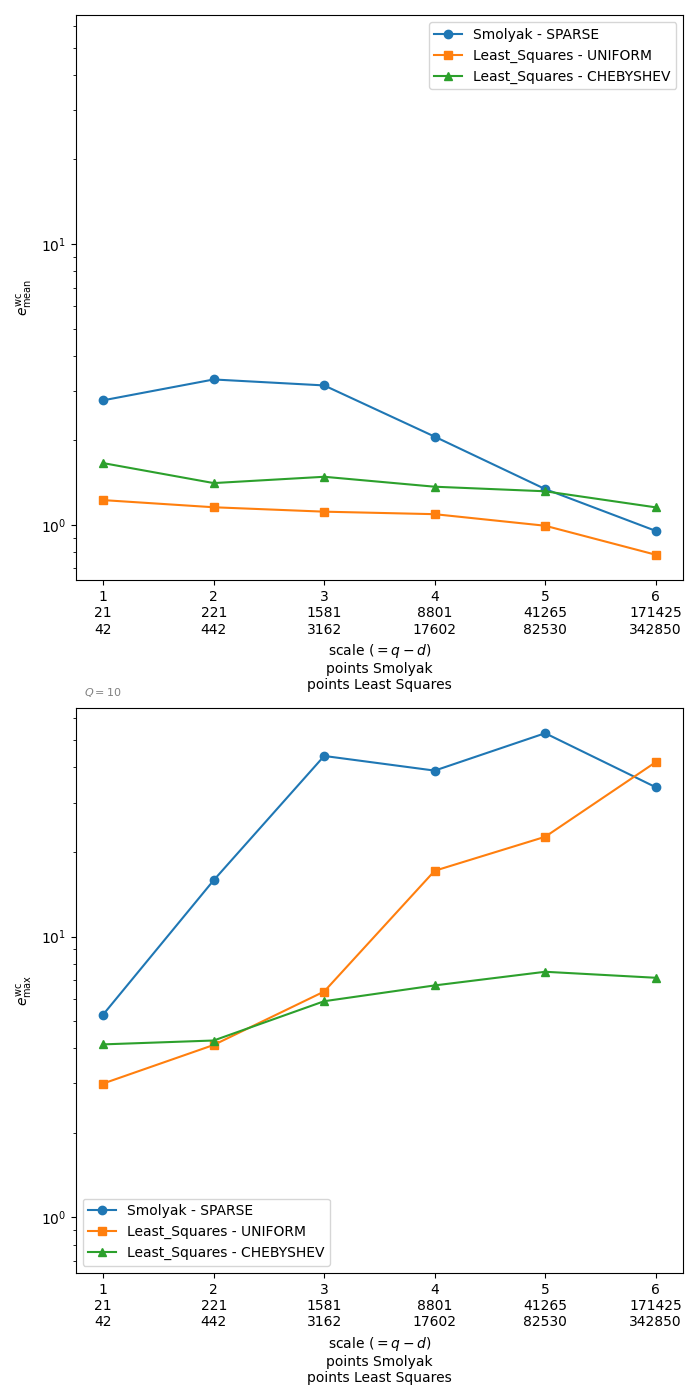 Smolyak - SPARSE
Least_Squares - UNIFORM
Least_Squares - CHEBYSHEV
10¹
10⁰
e^wc_mean
1 2 3 4 5 6
21 221 1581 8801 41265 171425
42 442 3162 17602 82530 342850
scale (= q − d)
points Smolyak
points Least Squares
Q = 10
10¹
10⁰
e^wc_max
Smolyak - SPARSE
Least_Squares - UNIFORM
Least_Squares - CHEBYSHEV
1 2 3 4 5 6
21 221 1581 8801 41265 171425
42 442 3162 17602 82530 342850
scale (= q − d)
points Smolyak
points Least Squares